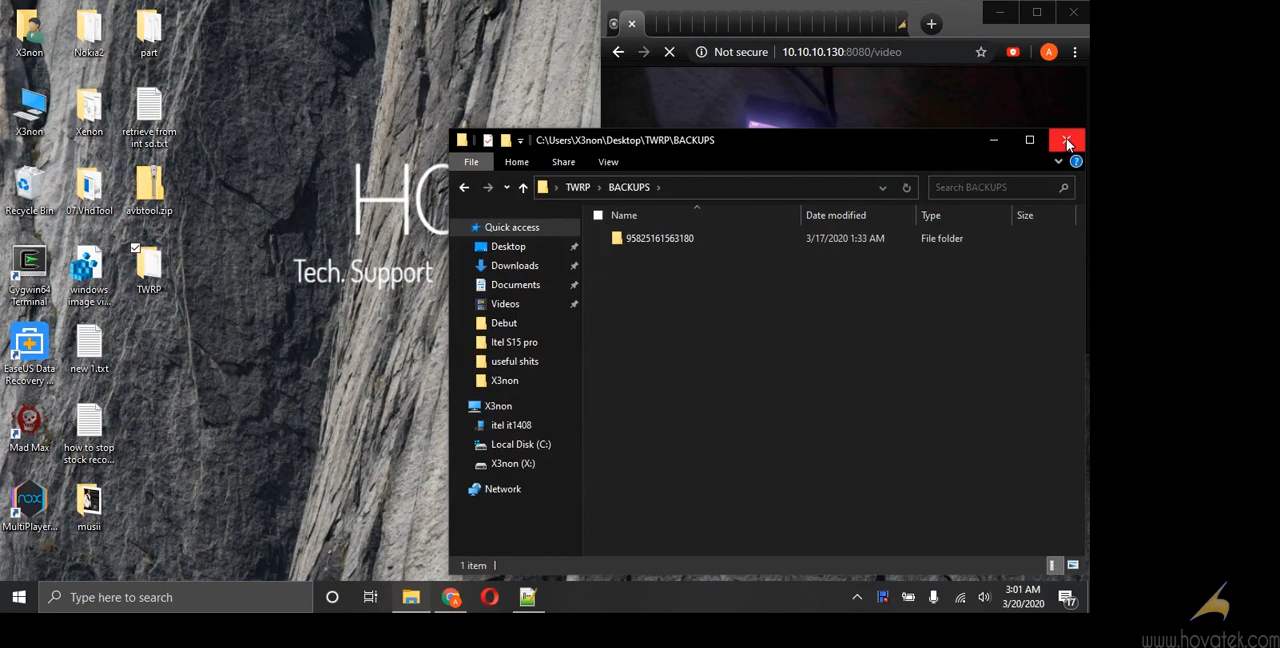 X3non
Nokia2
part
X3non
Xenon
retrieve from
int sd.txt
Recycle Bin
07.VhdTool
avbtool.zip
Cygwin64
Terminal
windows
image vi...
TWRP
EaseUS Data
Recovery ...
new 1.txt
Mad Max
how to stop
stock reco...
MultiPlayer...
musii
HO
Tech. Support
Not secure
10.10.10.130:8080/video
A
C:\Users\X3non\Desktop\TWRP\BACKUPS
File
Home
Share
View
TWRP
BACKUPS
Search BACKUPS
Name
Date modified
Type
Size
95825161563180
3/17/2020 1:33 AM
File folder
Quick access
Desktop
Downloads
Documents
Videos
Debut
Itel S15 pro
useful shits
X3non
X3non
itel it1408
Local Disk (C:)
X3non (X:)
Network
1 item
Type here to search
3:01 AM
3/20/2020
17
www.hovatek.com